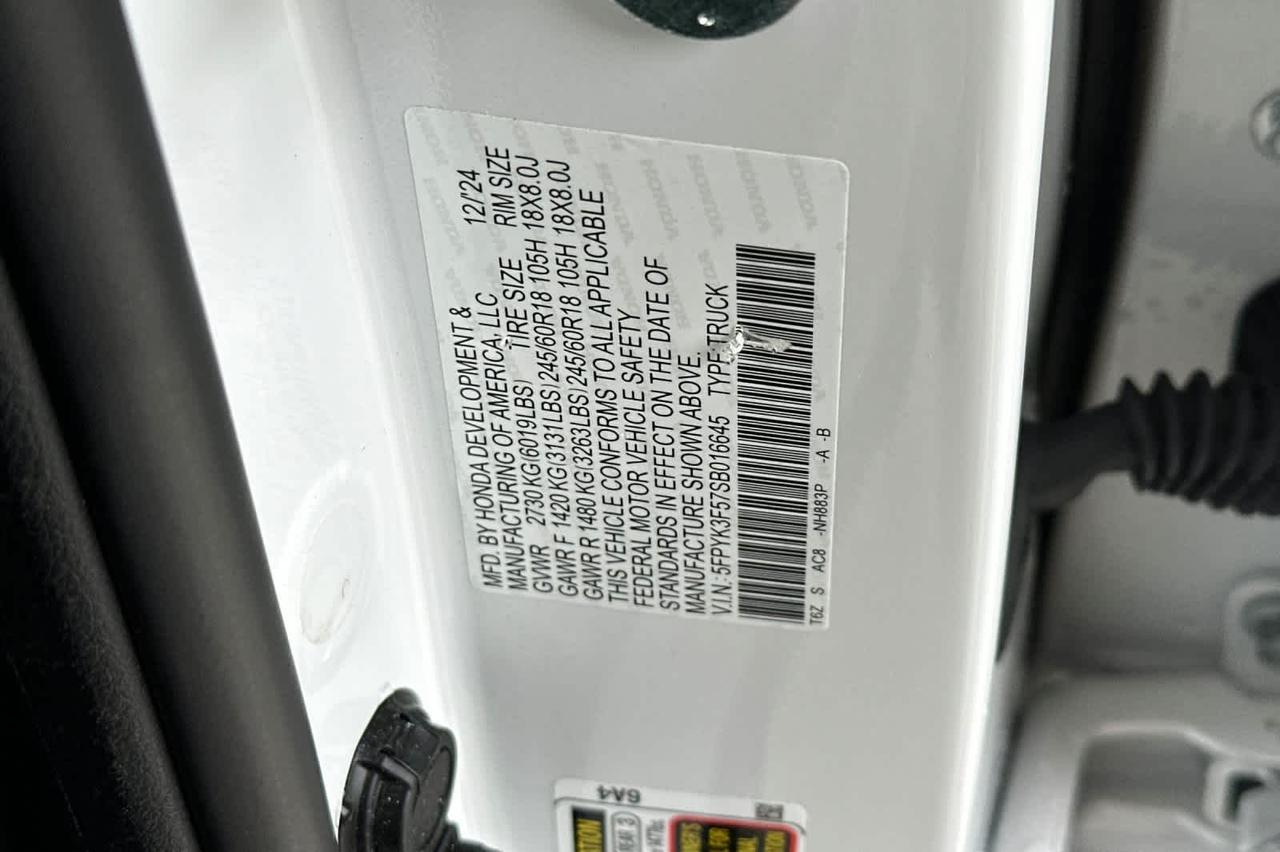 MFD. BY HONDA DEVELOPMENT &
MANUFACTURING OF AMERICA, LLC 12/'24
GVWR 2730 KG(6019LBS) TIRE SIZE RIM SIZE
GAWR F 1420 KG(3131LBS) 245/60R18 105H 18X8.0J
GAWR R 1480 KG(3263LBS) 245/60R18 105H 18X8.0J
THIS VEHICLE CONFORMS TO ALL APPLICABLE
FEDERAL MOTOR VEHICLE SAFETY
STANDARDS IN EFFECT ON THE DATE OF
MANUFACTURE SHOWN ABOVE.
V.I.N.: 5FPYK3F57SB016645 TYPE: TRUCK
T6Z S AC8 -NH883P -A -B
HONDA
6A4
REAR 3